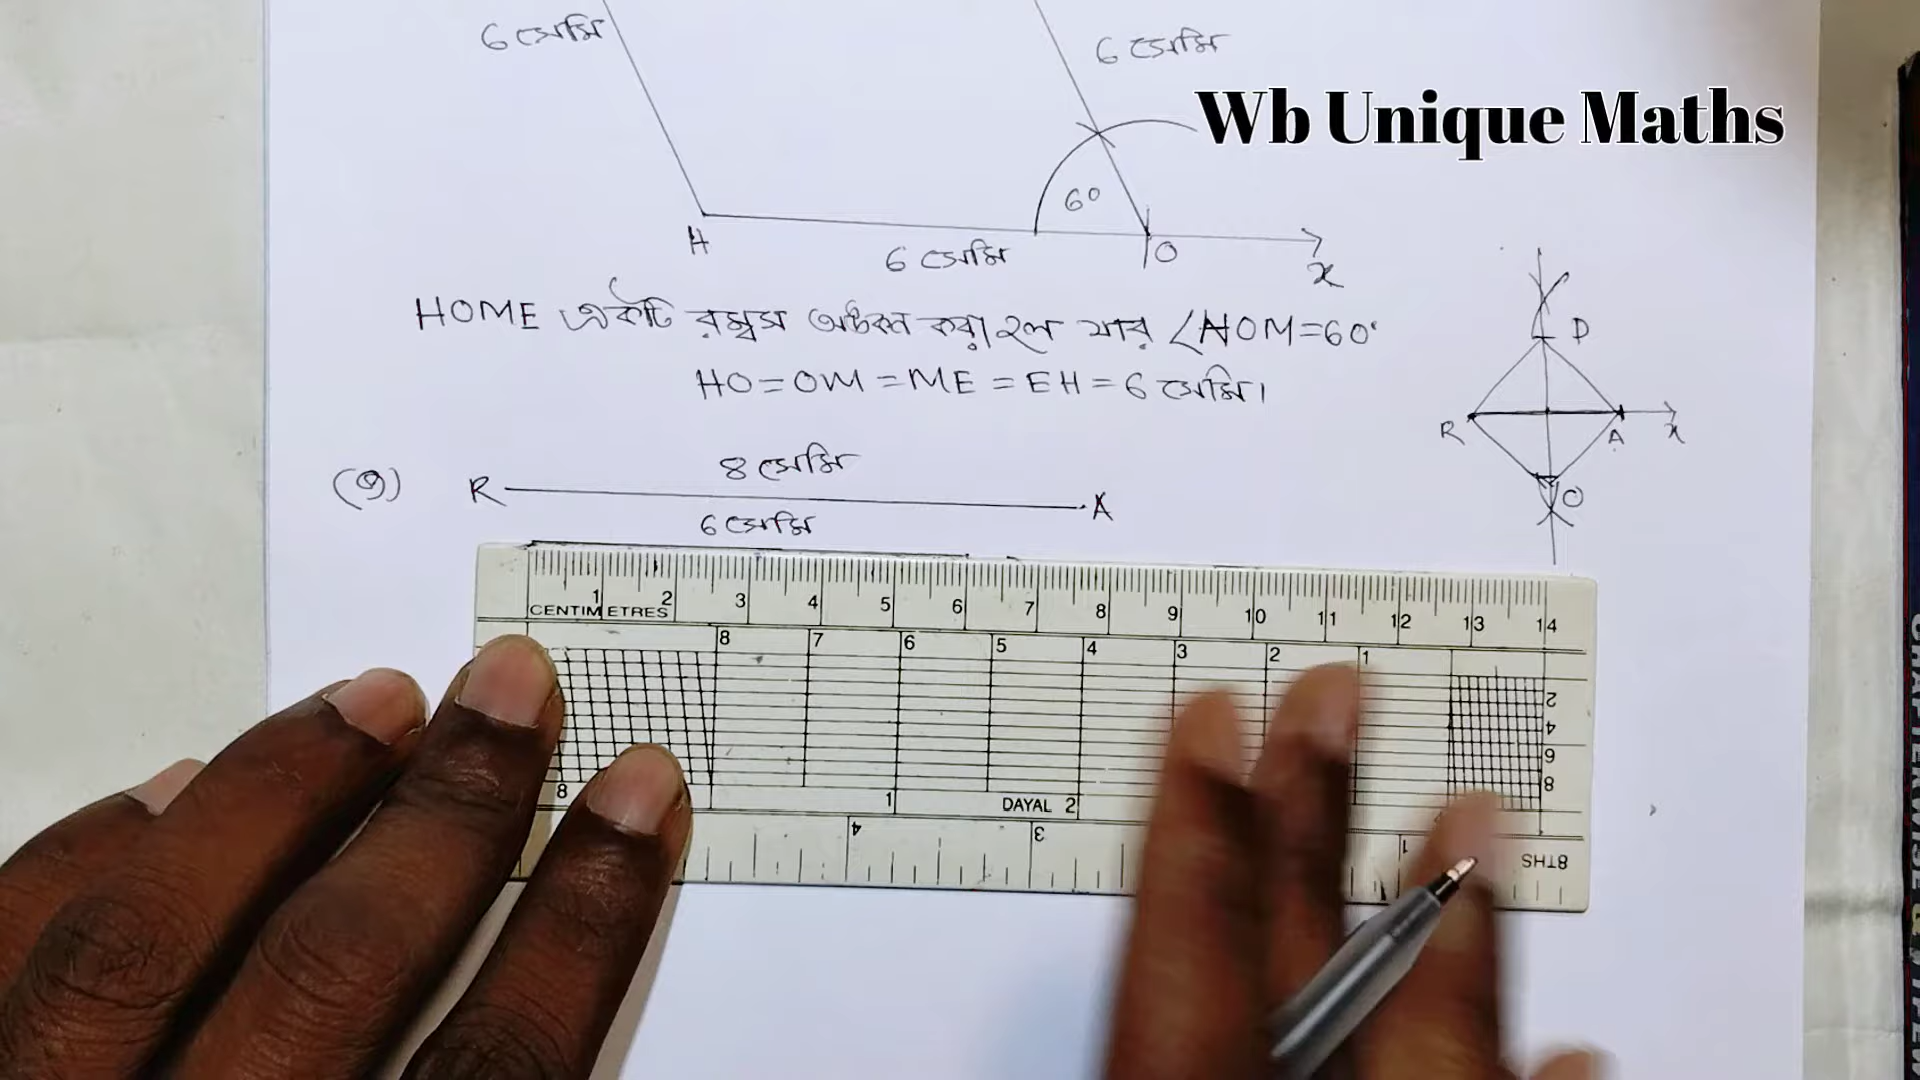 6 সেমি
6 সেমি
Wb Unique Maths
60
H
6 সেমি
O
x
HOME একটি রম্বস অঙ্কন করা হল যার ∠HOM=60°
HO = OM = ME = EH = 6 সেমি।
D
R
A
x
O
(9)
R
8 সেমি
A
6 সেমি
1 2 3 4 5 6 7 8 9 10 11 12 13 14
CENTIMETRES
8 7 6 5 4 3 2 1
2
4
6
8
8 1 DAYAL 2
4 3 1
8THS